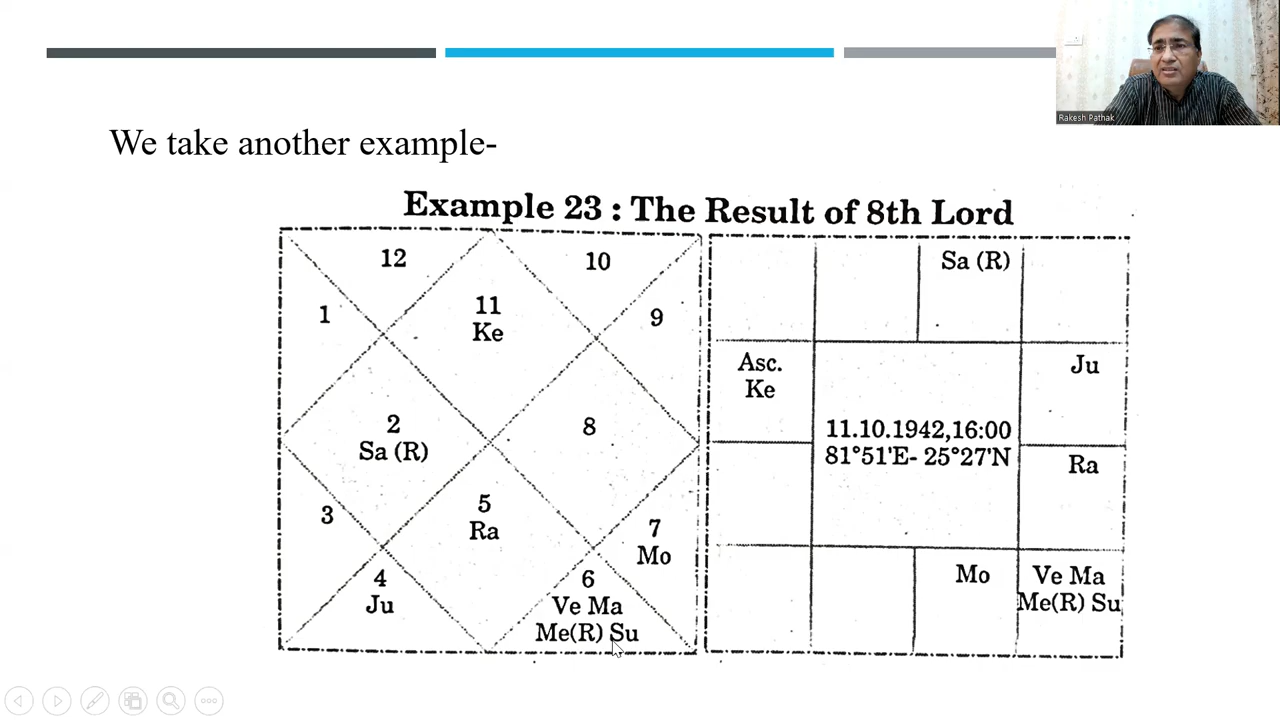 Rakesh Pathak
We take another example-
Example 23 : The Result of 8th Lord
12
10
1
11
Ke
9
2
Sa (R)
8
3
5
Ra
7
Mo
4
Ju
6
Ve Ma
Me(R) Su
Sa (R)
Asc.
Ke
Ju
11.10.1942,16:00
81°51'E- 25°27'N
Ra
Mo
Ve Ma
Me(R) Su